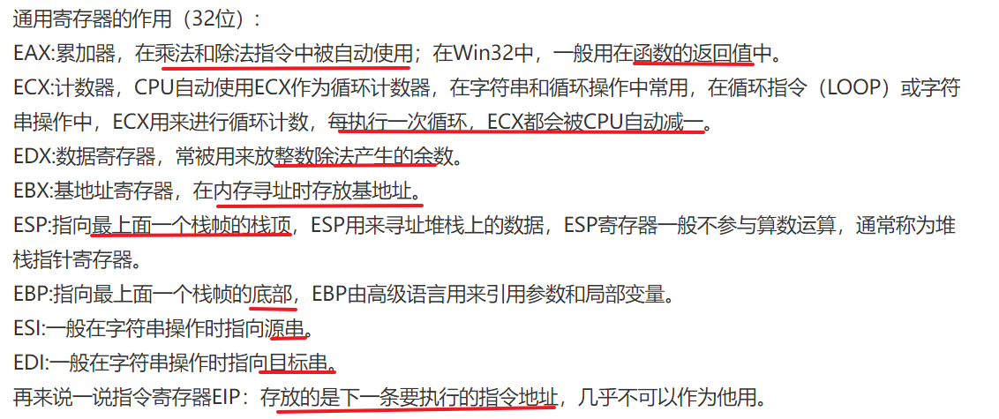 通用寄存器的作用（32位）：
EAX:累加器，在乘法和除法指令中被自动使用；在Win32中，一般用在函数的返回值中。
ECX:计数器，CPU自动使用ECX作为循环计数器，在字符串和循环操作中常用，在循环指令（LOOP）或字
符串操作中，ECX用来进行循环计数，每执行一次循环，ECX都会被CPU自动减一。
EDX:数据寄存器，常被用来放整数除法产生的余数。
EBX:基地址寄存器，在内存寻址时存放基地址。
ESP:指向最上面一个栈帧的栈顶，ESP用来寻址堆栈上的数据，ESP寄存器一般不参与算数运算，通常称为堆
栈指针寄存器。
EBP:指向最上面一个栈帧的底部，EBP由高级语言用来引用参数和局部变量。
ESI:一般在字符串操作时指向源串。
EDI:一般在字符串操作时指向目标串。
再来说一说指令寄存器EIP：存放的是下一条要执行的指令地址，几乎不可以作为他用。